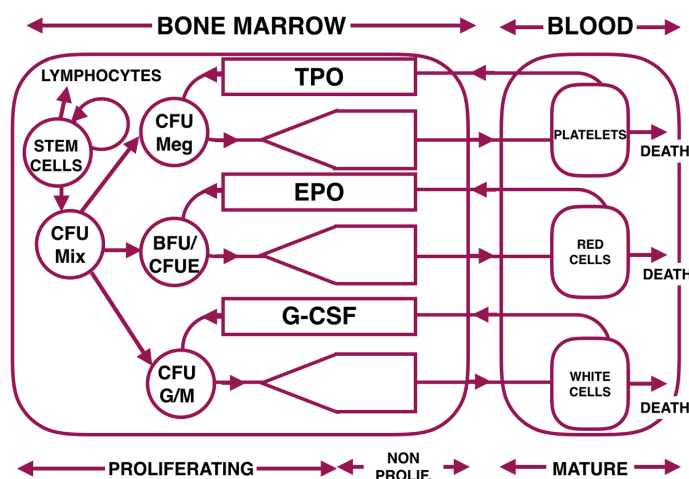 BONE MARROW
BLOOD
LYMPHOCYTES
TPO
CFU
Meg
STEM
CELLS
PLATELETS
DEATH
EPO
CFU
Mix
BFU/
CFUE
RED
CELLS
DEATH
G-CSF
CFU
G/M
WHITE
CELLS
DEATH
PROLIFERATING
NON
PROLIF.
MATURE